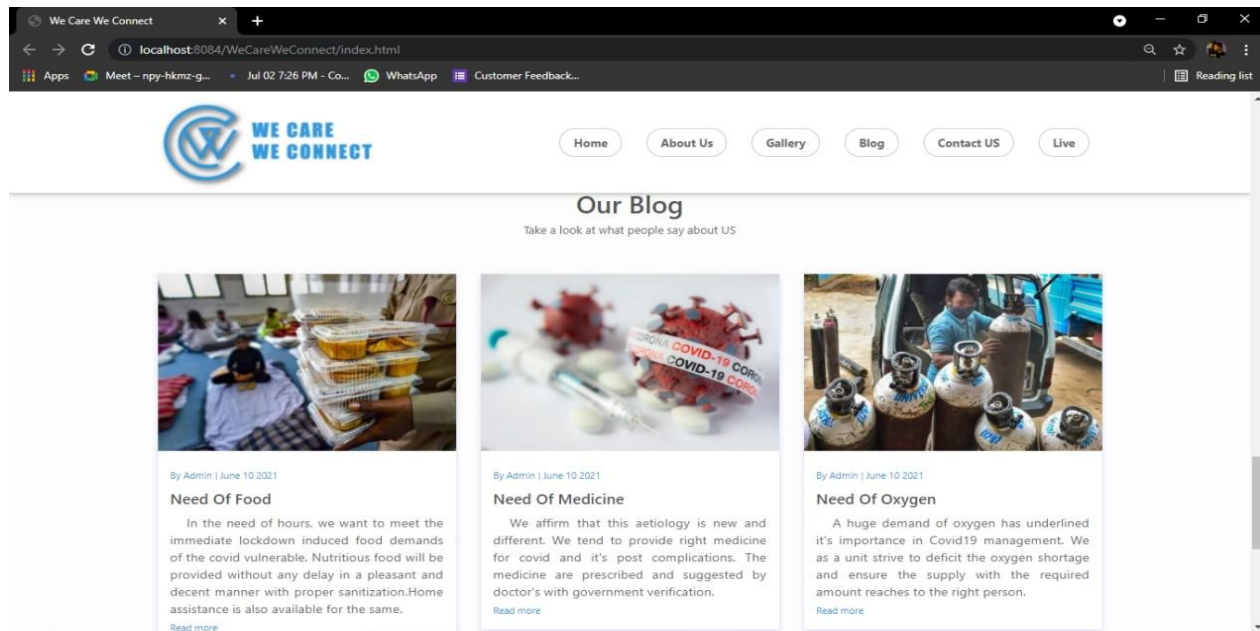 We Care We Connect
localhost:8084/WeCareWeConnect/index.html
Apps
Meet – npy-hkmz-g...
Jul 02 7:26 PM - Co...
WhatsApp
Customer Feedback...
Reading list
WE CARE
WE CONNECT
Home
About Us
Gallery
Blog
Contact US
Live
Our Blog
Take a look at what people say about US
CORONA COVID-19 CORO
CORONA COVID-19 CORO
By Admin | June 10 2021
Need Of Food
In the need of hours, we want to meet the
immediate lockdown induced food demands
of the covid vulnerable. Nutritious food will be
provided without any delay in a pleasant and
decent manner with proper sanitization.Home
assistance is also available for the same.
Read more
By Admin | June 10 2021
Need Of Medicine
We affirm that this aetiology is new and
different. We tend to provide right medicine
for covid and it's post complications. The
medicine are prescribed and suggested by
doctor's with government verification.
Read more
By Admin | June 10 2021
Need Of Oxygen
A huge demand of oxygen has underlined
it's importance in Covid19 management. We
as a unit strive to deficit the oxygen shortage
and ensure the supply with the required
amount reaches to the right person.
Read more